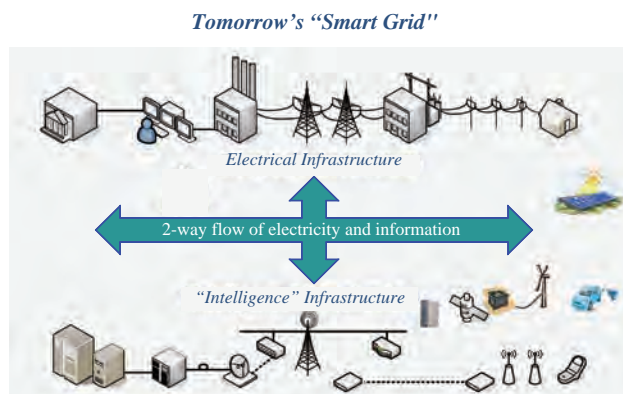 Tomorrow’s “Smart Grid"
Electrical Infrastructure
2-way flow of electricity and information
“Intelligence” Infrastructure